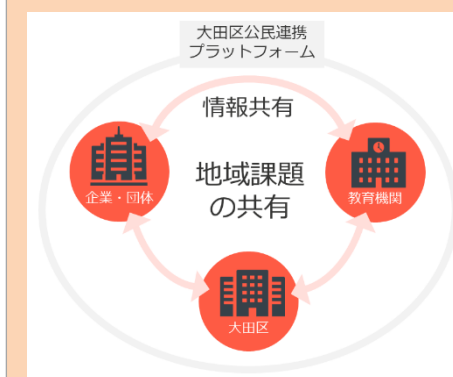 大田区公民連携
プラットフォーム
情報共有
地域課題
の共有
企業・団体
教育機関
大田区